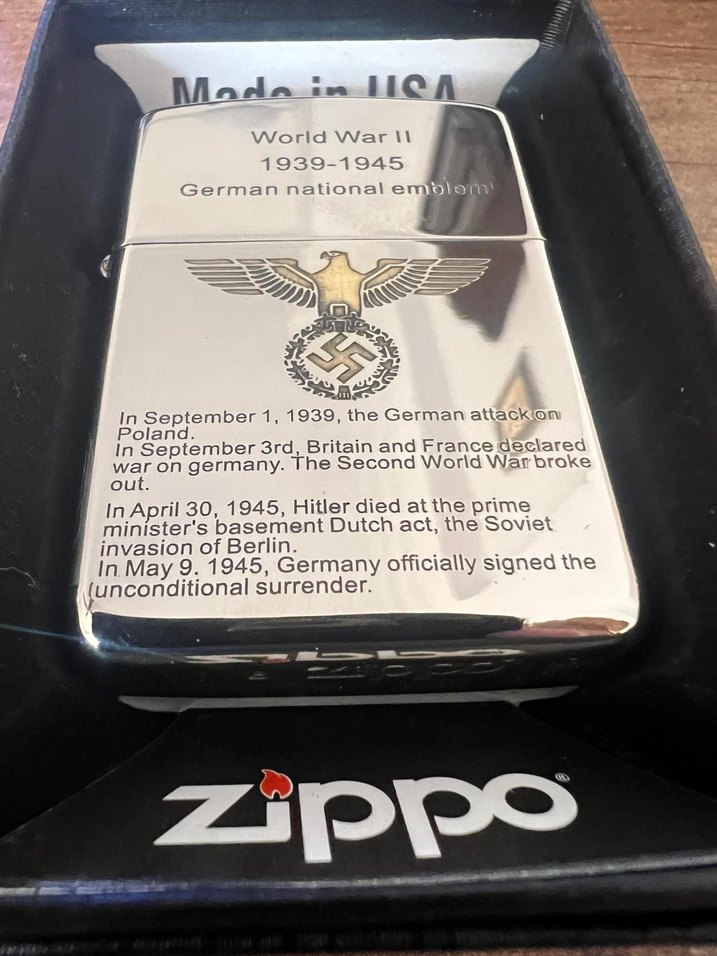 Made in USA
World War II
1939-1945
German national emblem
In September 1, 1939, the German attack on
Poland.
In September 3rd, Britain and France declared
war on germany. The Second World War broke
out.
In April 30, 1945, Hitler died at the prime
minister's basement Dutch act, the Soviet
invasion of Berlin.
In May 9. 1945, Germany officially signed the
unconditional surrender.
zippo®